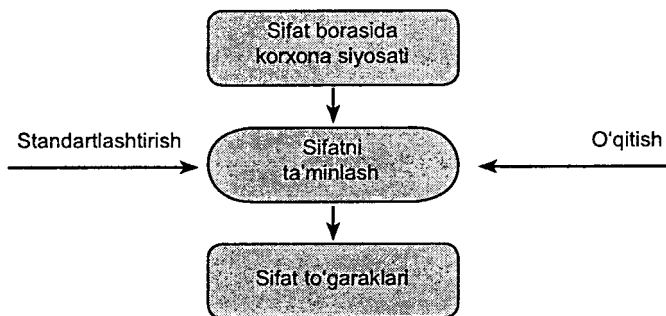 Sifat borasida
korxona siyosati
Standartlashtirish
Sifatni
ta'minlash
O'qitish
Sifat to'garaklari